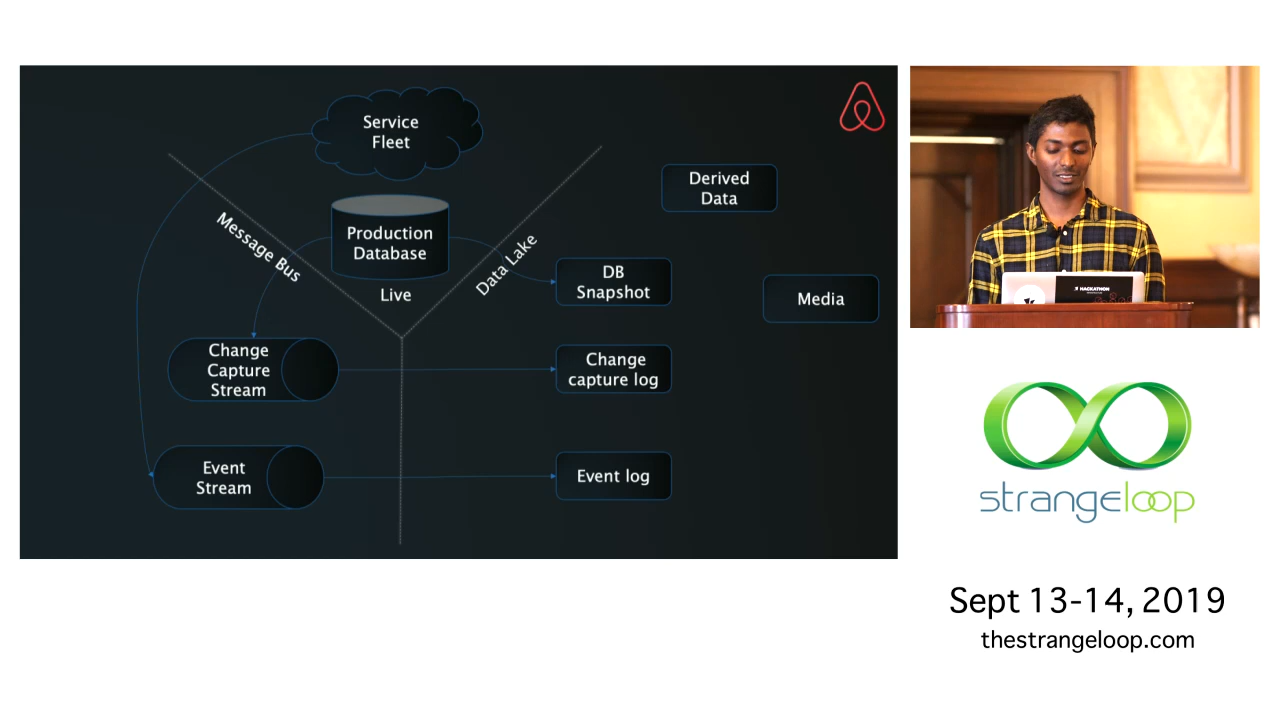 Service
Fleet
Message Bus
Production
Database
Live
Data Lake
Derived
Data
DB
Snapshot
Media
Change
Capture
Stream
Change
capture log
Event
Stream
Event log
HACKATHON
strangeloop
Sept 13-14, 2019
thestrangeloop.com